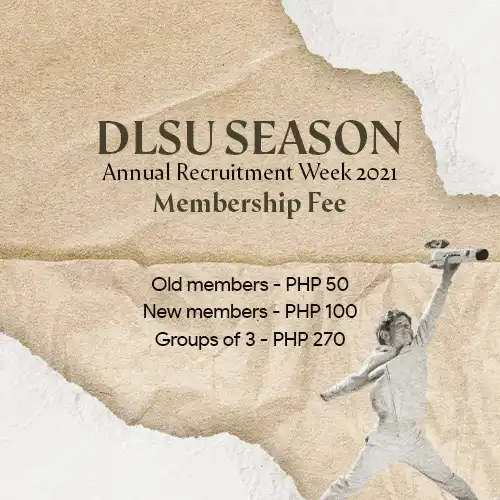 DLSU SEASON
Annual Recruitment Week 2021
Membership Fee
Old members - PHP 50
New members - PHP 100
Groups of 3 - PHP 270